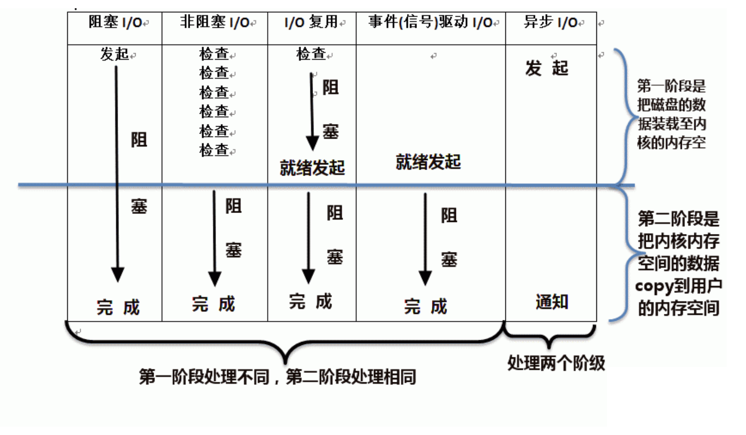 阻塞 I/O 非阻塞 I/O I/O 复用 事件(信号)驱动 I/O 异步 I/O
发起 检查 检查
检查
检查
检查
检查
检查
发 起
阻
塞
阻
塞
就绪发起 就绪发起
阻
塞
阻
塞
阻
塞
完 成 完 成 完 成 完 成 通知
第一阶段是
把磁盘的数
据装载至内
核的内存空
第二阶段是
把内核内存
空间的数据
copy到用户
的内存空间
第一阶段处理不同,第二阶段处理相同
处理两个阶级